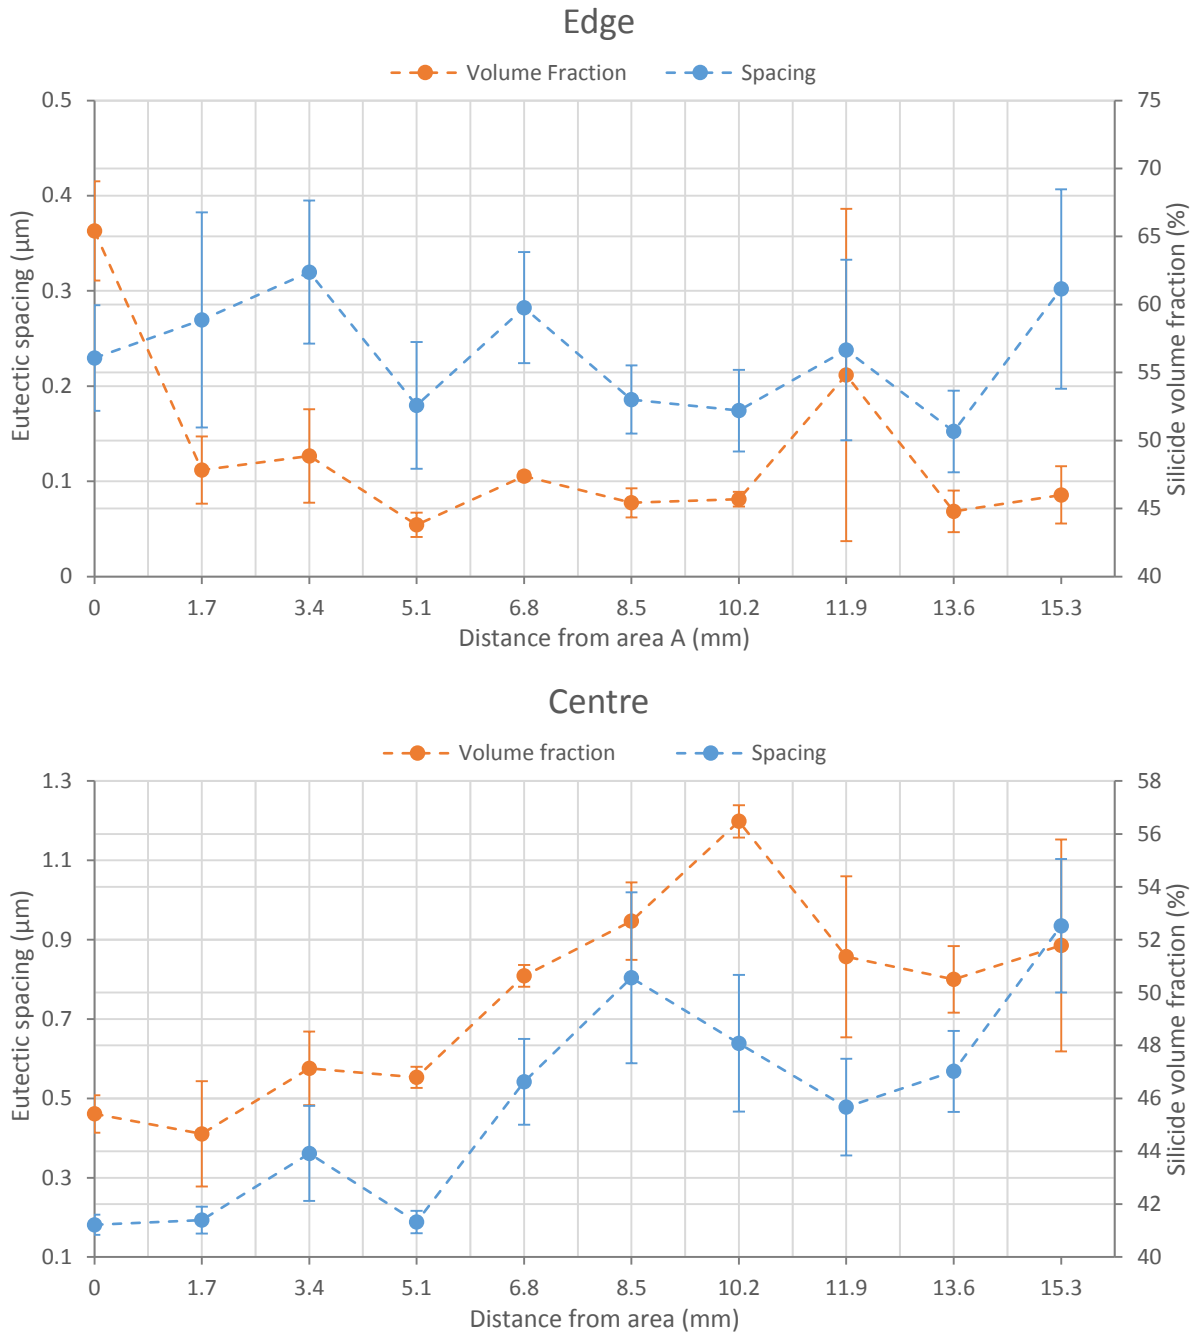 Edge
Volume Fraction Spacing
0.5 75
70
0.4
65
0.3 60
55
0.2
50
0.1
45
0 40
Eutectic spacing (µm)
Silicide volume fraction (%)
0 1.7 3.4 5.1 6.8 8.5 10.2 11.9 13.6 15.3
Distance from area A (mm)
Centre
Volume fraction Spacing
1.3 58
56
1.1
54
0.9 52
50
0.7
48
0.5 46
44
0.3
42
0.1 40
Eutectic spacing (µm)
Silicide volume fraction (%)
0 1.7 3.4 5.1 6.8 8.5 10.2 11.9 13.6 15.3
Distance from area (mm)